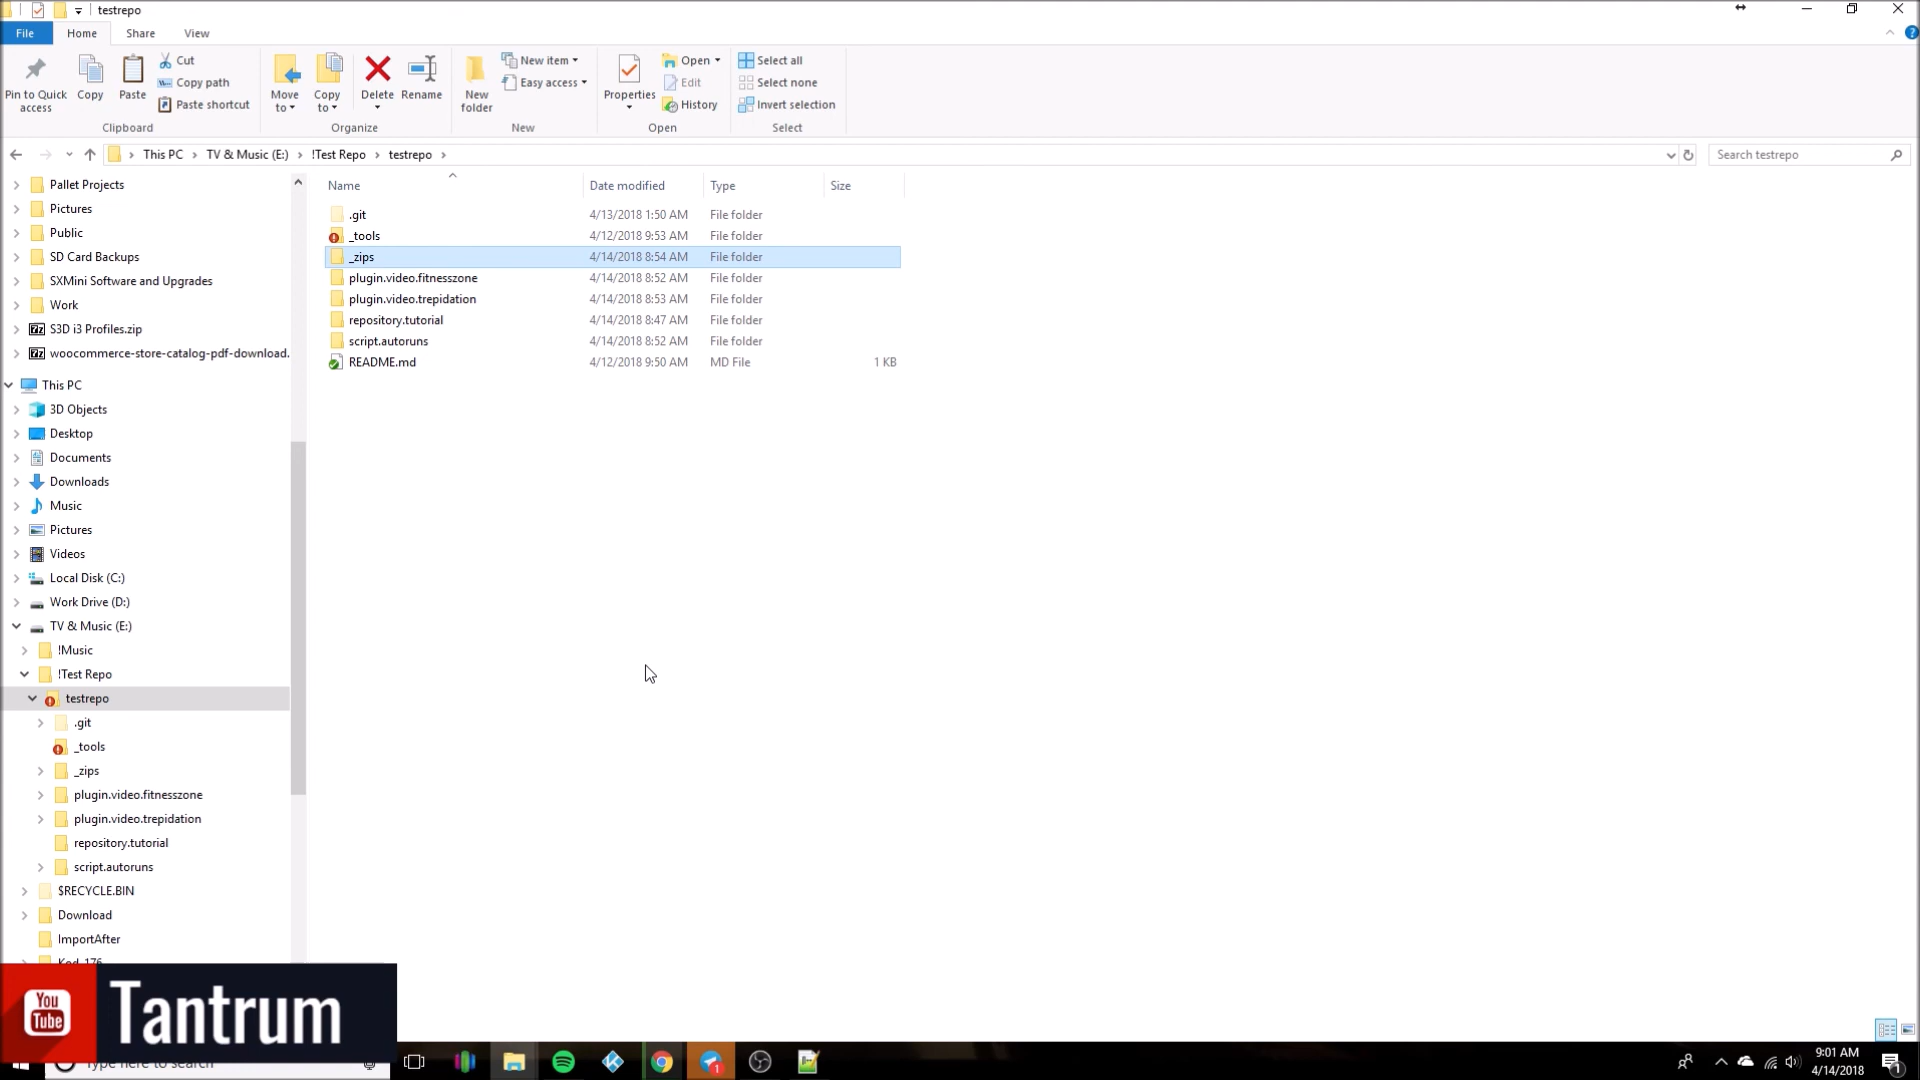 testrepo
File Home Share View
Pin to Quick access
Copy
Paste
Cut
Copy path
Paste shortcut
Clipboard
Move to
Copy to
Delete
Rename
Organize
New folder
New item
Easy access
New
Properties
Open
Edit
History
Open
Select all
Select none
Invert selection
Select
This PC TV & Music (E:) !Test Repo testrepo
Search testrepo
Pallet Projects
Pictures
Public
SD Card Backups
SXMini Software and Upgrades
Work
S3D i3 Profiles.zip
woocommerce-store-catalog-pdf-download.
This PC
3D Objects
Desktop
Documents
Downloads
Music
Pictures
Videos
Local Disk (C:)
Work Drive (D:)
TV & Music (E:)
!Music
!Test Repo
testrepo
.git
_tools
_zips
plugin.video.fitnesszone
plugin.video.trepidation
repository.tutorial
script.autoruns
$RECYCLE.BIN
Download
ImportAfter
Name Date modified Type Size
.git 4/13/2018 1:50 AM File folder
_tools 4/12/2018 9:53 AM File folder
_zips 4/14/2018 8:54 AM File folder
plugin.video.fitnesszone 4/14/2018 8:52 AM File folder
plugin.video.trepidation 4/14/2018 8:53 AM File folder
repository.tutorial 4/14/2018 8:47 AM File folder
script.autoruns 4/14/2018 8:52 AM File folder
README.md 4/12/2018 9:50 AM MD File 1 KB
You
Tube
Tantrum
Type here to search
1
9:01 AM
4/14/2018
1